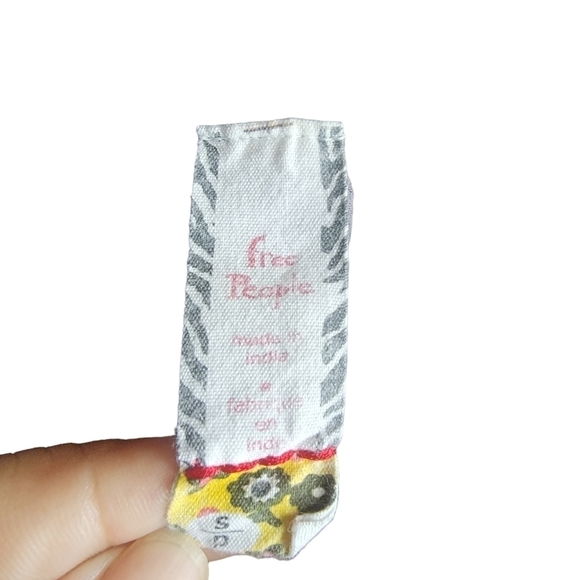 free
People
made in
india
fabriqué
en
Inde
S
P